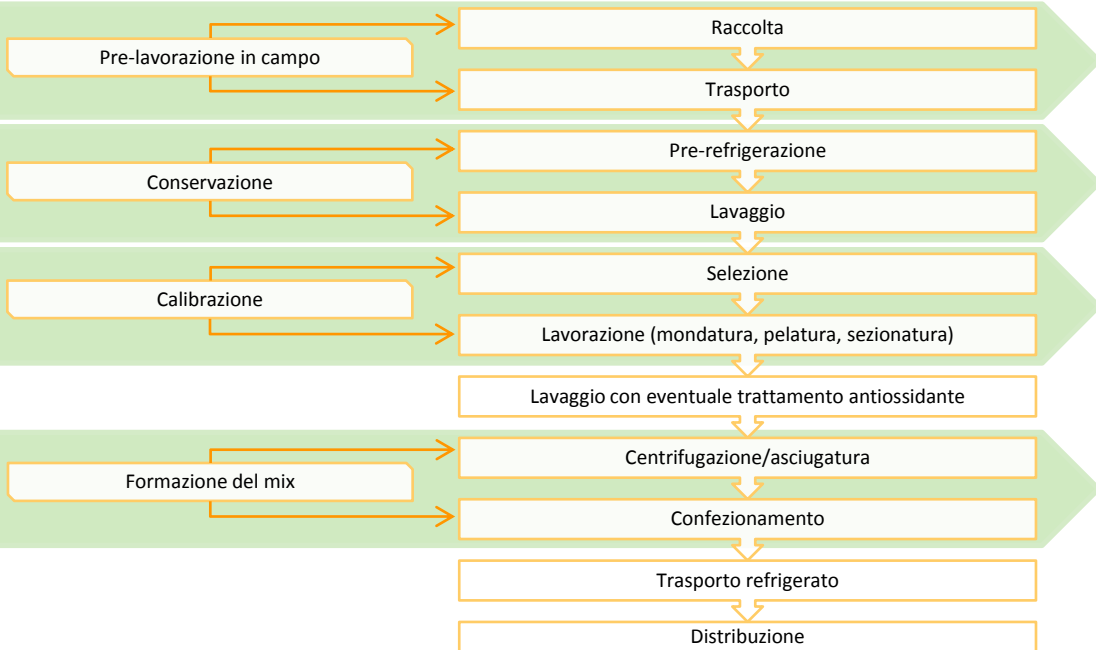 Raccolta
Pre-lavorazione in campo
Trasporto
Pre-refrigerazione
Conservazione
Lavaggio
Selezione
Calibrazione
Lavorazione (mondatura, pelatura, sezionatura)
Lavaggio con eventuale trattamento antiossidante
Centrifugazione/asciugatura
Formazione del mix
Confezionamento
Trasporto refrigerato
Distribuzione